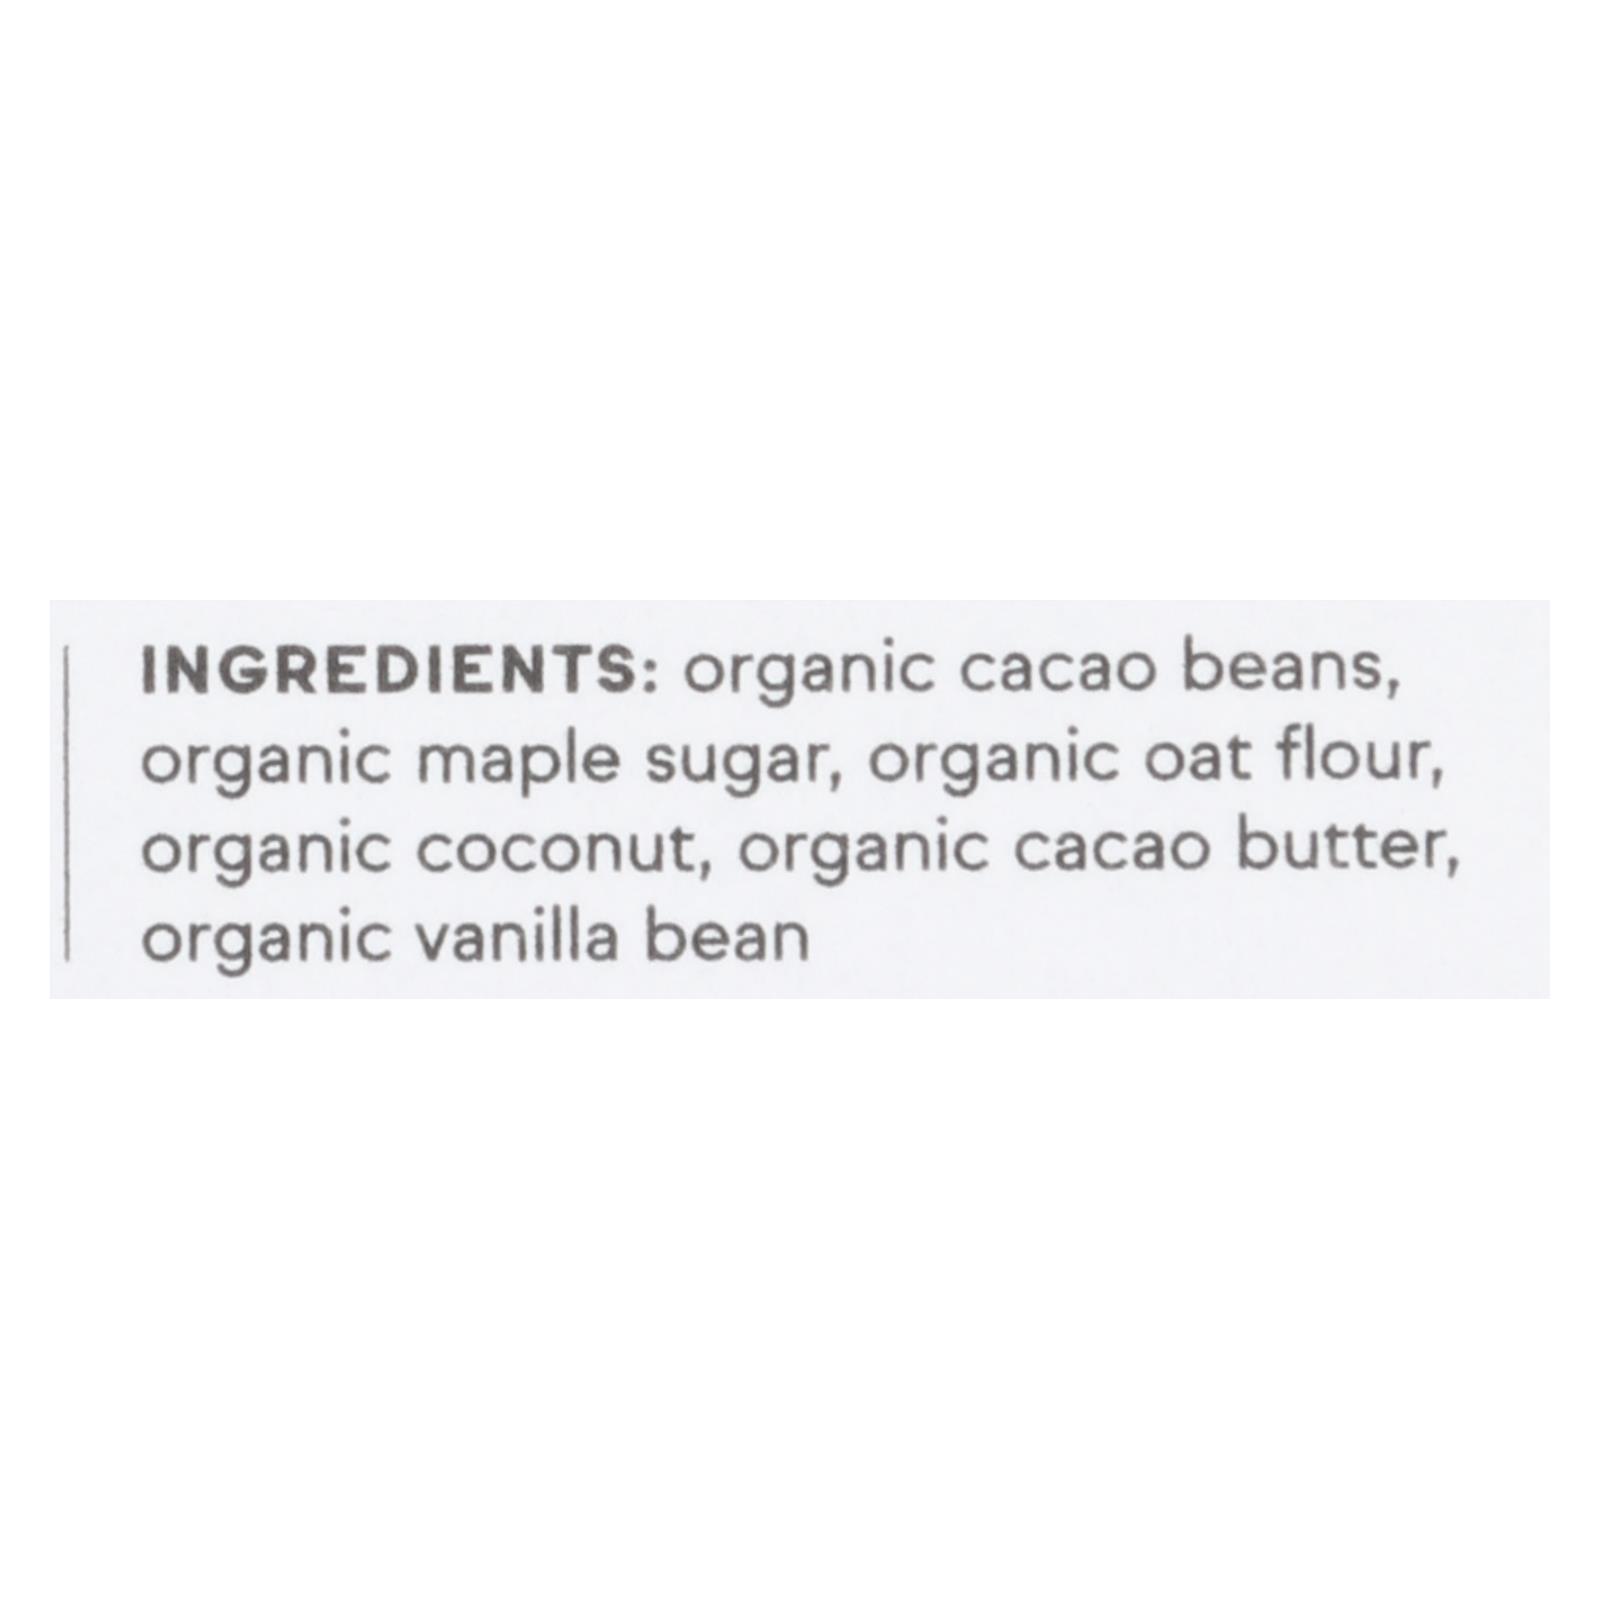 INGREDIENTS: organic cacao beans,
organic maple sugar, organic oat flour,
organic coconut, organic cacao butter,
organic vanilla bean